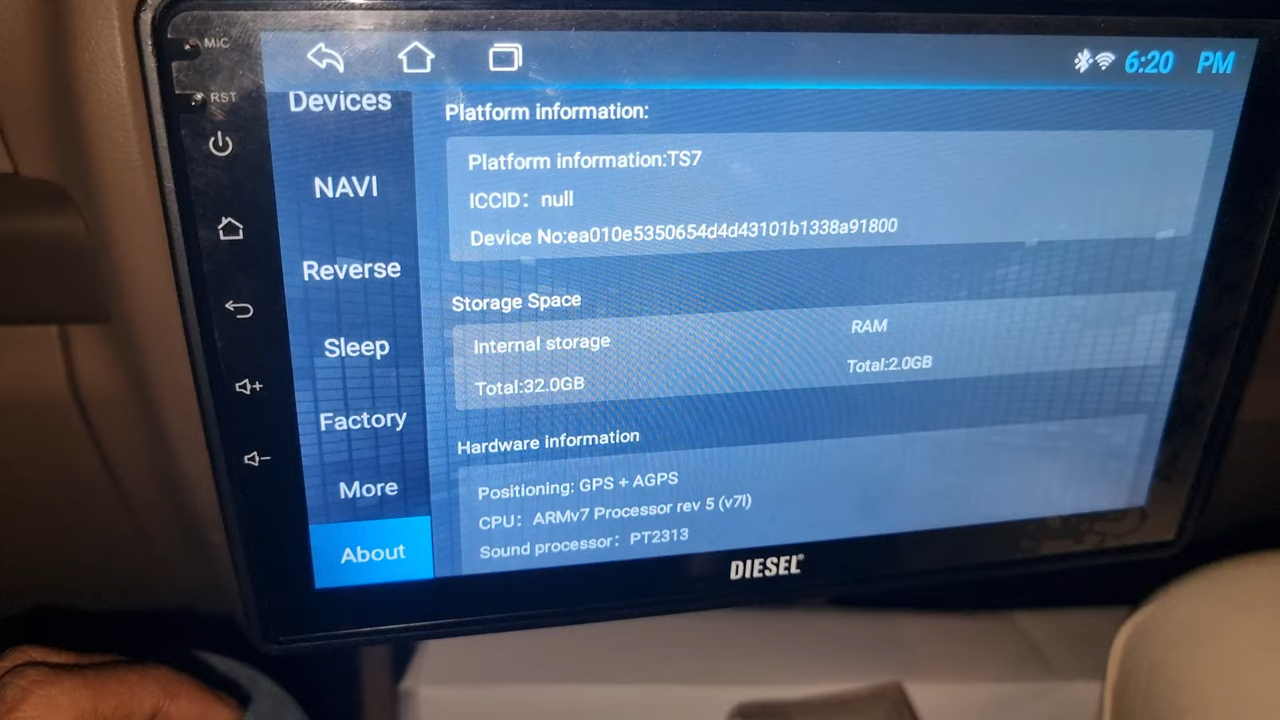 MIC
RST
6:20 PM
Devices
NAVI
Reverse
Sleep
Factory
More
About
Platform information:
Platform information:TS7
ICCID: null
Device No:ea010e5350654d4d43101b1338a91800
Storage Space
Internal storage
RAM
Total:32.0GB
Total:2.0GB
Hardware information
Positioning: GPS + AGPS
CPU: ARMv7 Processor rev 5 (v7l)
Sound processor: PT2313
DIESEL®